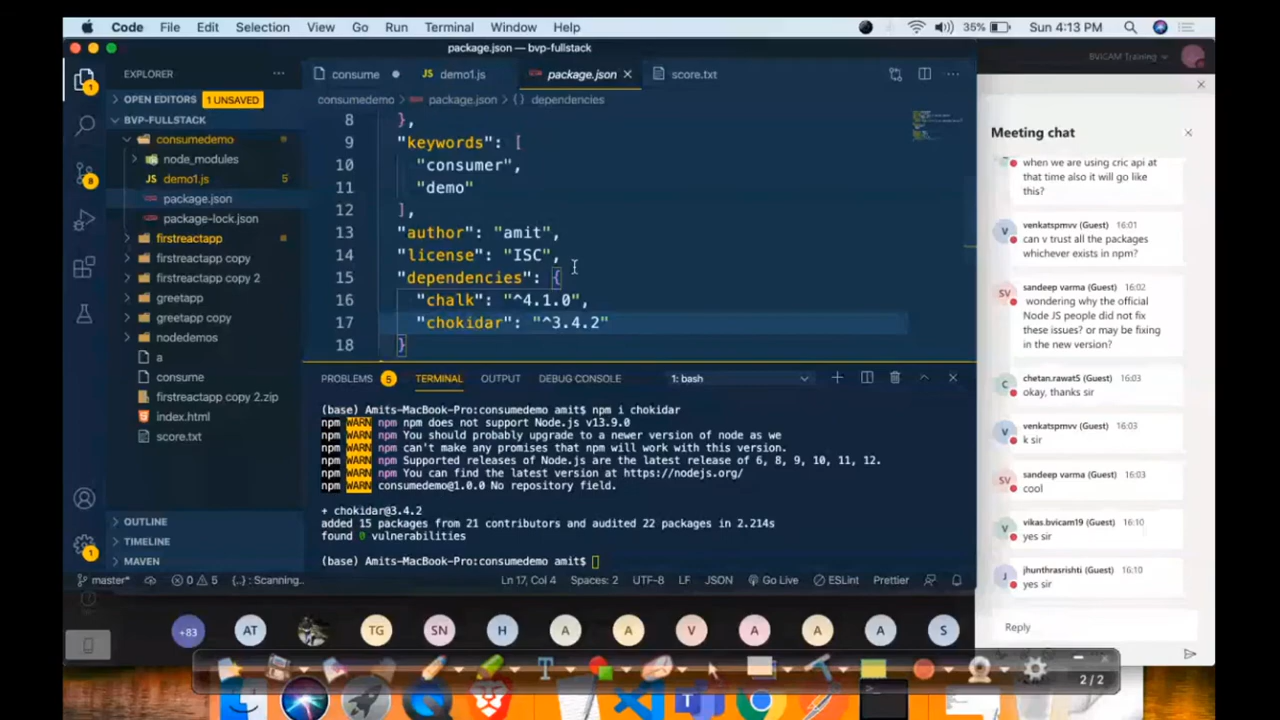 Code File Edit Selection View Go Run Terminal Window Help 35% Sun 4:13 PM
package.json — bvp-fullstack
BVICAM Training
EXPLORER
consume
demo1.js
package.json
score.txt
consumedemo > package.json > { } dependencies
OPEN EDITORS 1 UNSAVED
BVP-FULLSTACK
consumedemo
node_modules
demo1.js 5
package.json
package-lock.json
firstreactapp
firstreactapp copy
firstreactapp copy 2
greetapp
greetapp copy
nodedemos
a
consume
firstreactapp copy 2.zip
index.html
score.txt
OUTLINE
TIMELINE
MAVEN
1
8
1
8 },
9 "keywords": [
10 "consumer",
11 "demo"
12 ],
13 "author": "amit",
14 "license": "ISC",
15 "dependencies": {
16 "chalk": "^4.1.0",
17 "chokidar": "^3.4.2"
18 }
PROBLEMS 5 TERMINAL OUTPUT DEBUG CONSOLE 1: bash
(base) Amits-MacBook-Pro:consumedemo amit$ npm i chokidar
npm WARN npm npm does not support Node.js v13.9.0
npm WARN npm You should probably upgrade to a newer version of node as we
npm WARN npm can't make any promises that npm will work with this version.
npm WARN npm Supported releases of Node.js are the latest release of 6, 8, 9, 10, 11, 12.
npm WARN npm You can find the latest version at https://nodejs.org/
npm WARN consumedemo@1.0.0 No repository field.
+ chokidar@3.4.2
added 15 packages from 21 contributors and audited 22 packages in 2.214s
found 0 vulnerabilities
(base) Amits-MacBook-Pro:consumedemo amit$
master* 0 5 {..} : Scanning.. Ln 17, Col 4 Spaces: 2 UTF-8 LF JSON Go Live ESLint Prettier
Meeting chat
when we are using cric api at
that time also it will go like
this?
V venkatspmvv (Guest) 16:01
can v trust all the packages
whichever exists in npm?
SV sandeep varma (Guest) 16:02
wondering why the official
Node JS people did not fix
these issues? or may be fixing
in the new version?
C chetan.rawat5 (Guest) 16:03
okay, thanks sir
V venkatspmvv (Guest) 16:03
k sir
SV sandeep varma (Guest) 16:03
cool
V vikas.bvicam19 (Guest) 16:10
yes sir
J jhunthrasrishti (Guest) 16:10
yes sir
Reply
+83 AT TG SN H A A V A A A S
2 / 2